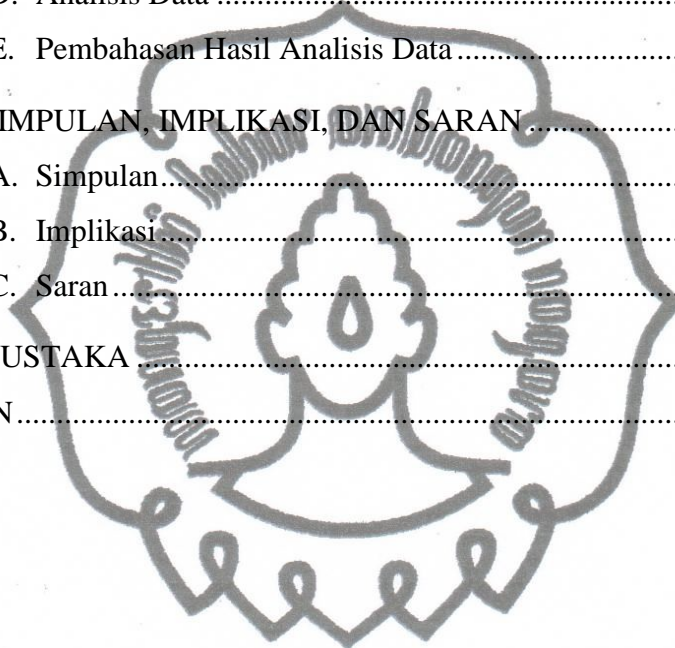 Analisis Data ........................................................
E. Pembahasan Hasil Analisis Data ........................
IMPULAN, IMPLIKASI, DAN SARAN ................
A. Simpulan ..............................................................
B. Implikasi ..............................................................
C. Saran ....................................................................
USTAKA ................................................................
N ..............................................................................